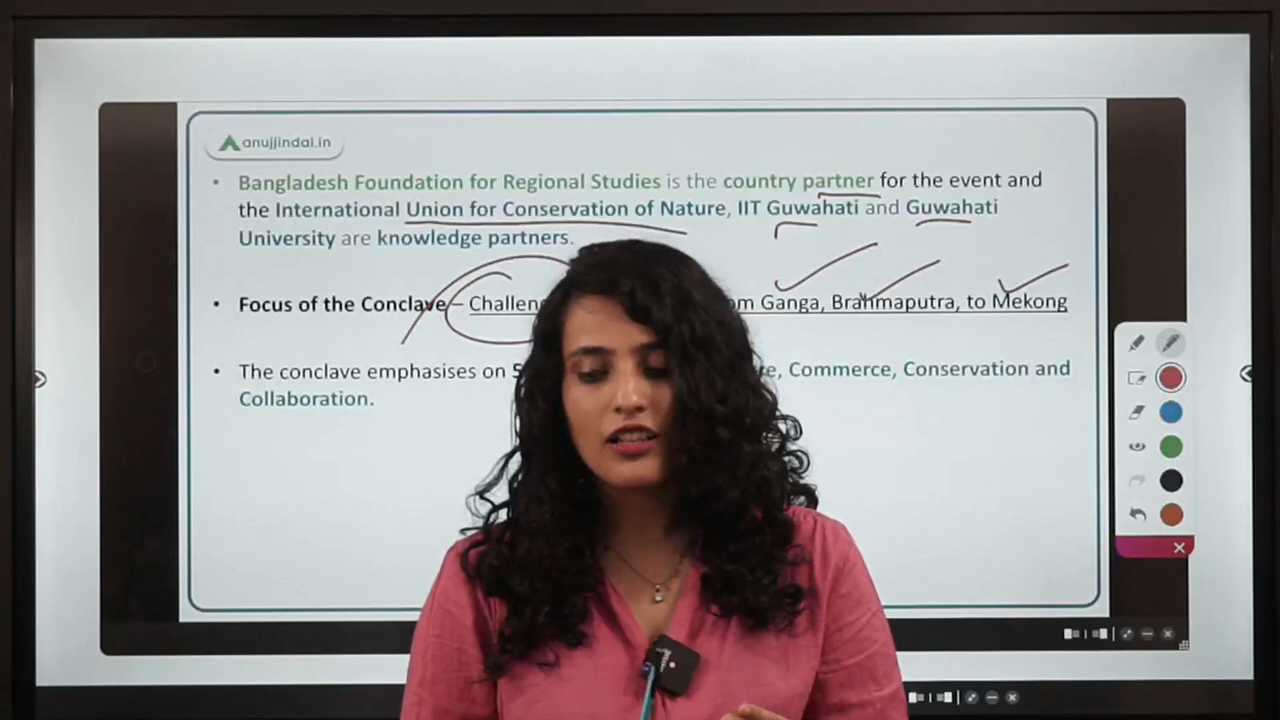 anujjindal.in
• Bangladesh Foundation for Regional Studies is the country partner for the event and
the International Union for Conservation of Nature, IIT Guwahati and Guwahati
University are knowledge partners.
• Focus of the Conclave – Ganga, Brahmaputra, to Mekong
• The conclave emphasises on Commerce, Conservation and
Collaboration.